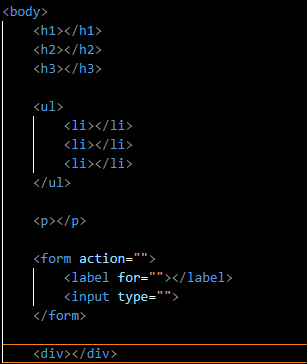 <body>
<h1></h1>
<h2></h2>
<h3></h3>
<ul>
<li></li>
<li></li>
<li></li>
</ul>
<p></p>
<form action="">
<label for=""></label>
<input type="">
</form>
<div></div>